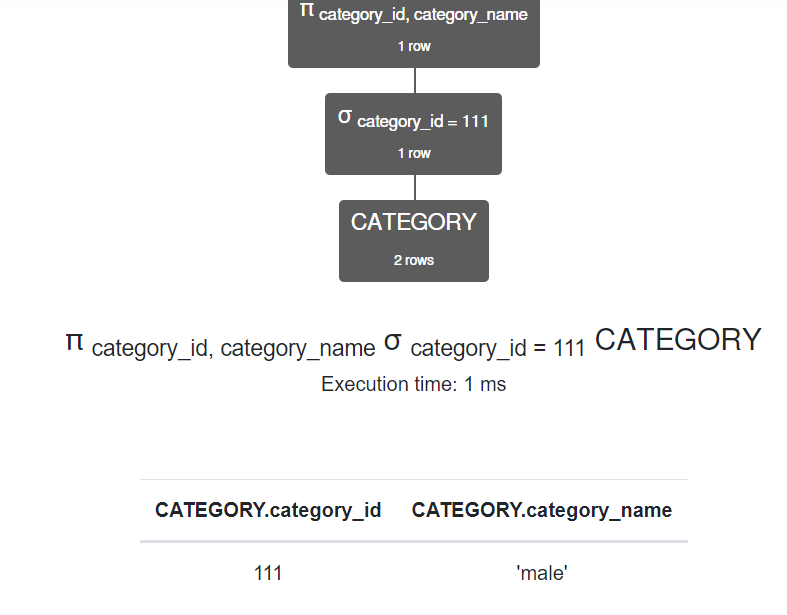 π category_id, category_name
1 row
σ category_id = 111
1 row
CATEGORY
2 rows
π category_id, category_name σ category_id = 111 CATEGORY
Execution time: 1 ms
CATEGORY.category_id CATEGORY.category_name
111 'male'